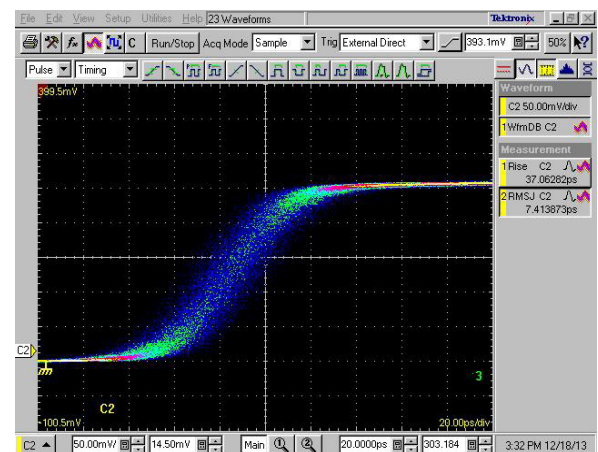 File Edit View Setup Utilities Help 23 Waveforms Tektronix
C Run/Stop Acq Mode Sample Trig External Direct 393.1mV 50%
Pulse Timing
399.5mV
Waveform
C2 50.00mV/div
1 WfmDB C2
Measurement
1 Rise C2
37.06282ps
2 RMSJ C2
7.413873ps
C2
3
C2
-100.5mV 20.00ps/div
C2 50.00mV/ 14.50mV Main 1 2 20.0000ps 303.184 3:32 PM 12/18/13